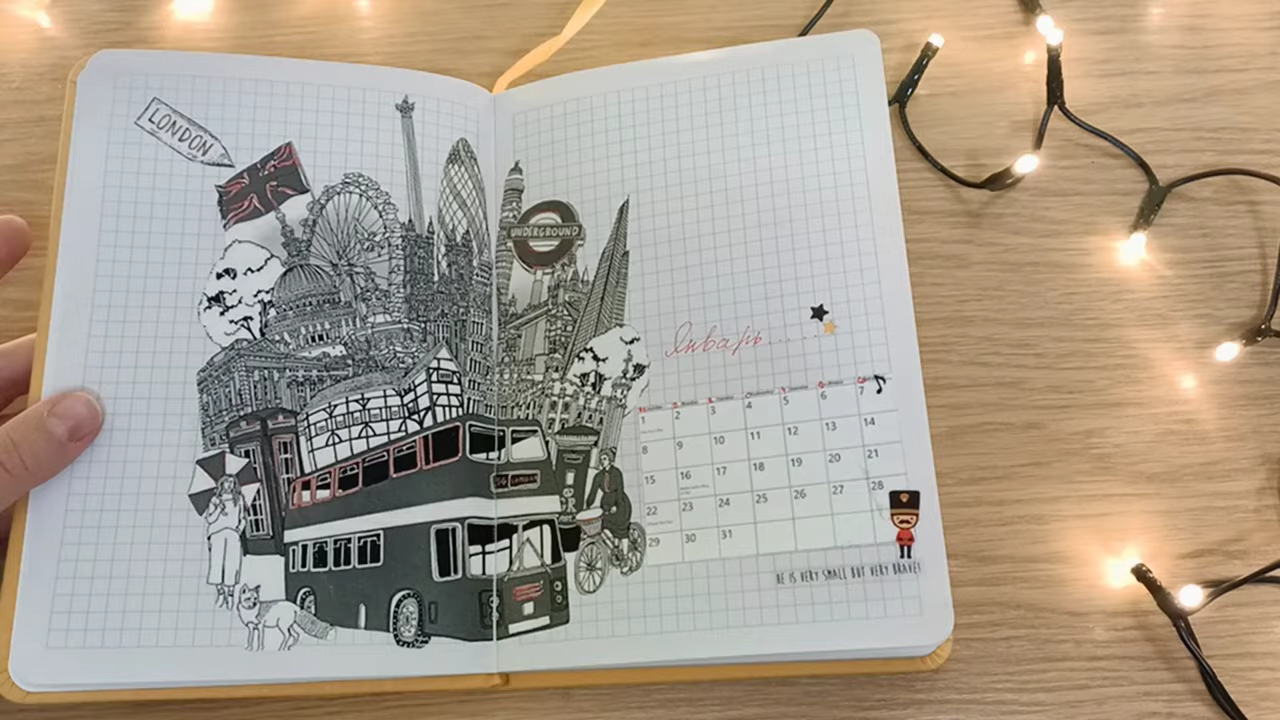 LONDON
UNDERGROUND
Январь......
1 2 3 4 5 6 7
8 9 10 11 12 13 14
15 16 17 18 19 20 21
22 23 24 25 26 27 28
29 30 31
HE IS VERY SMALL BUT VERY BRAVE!